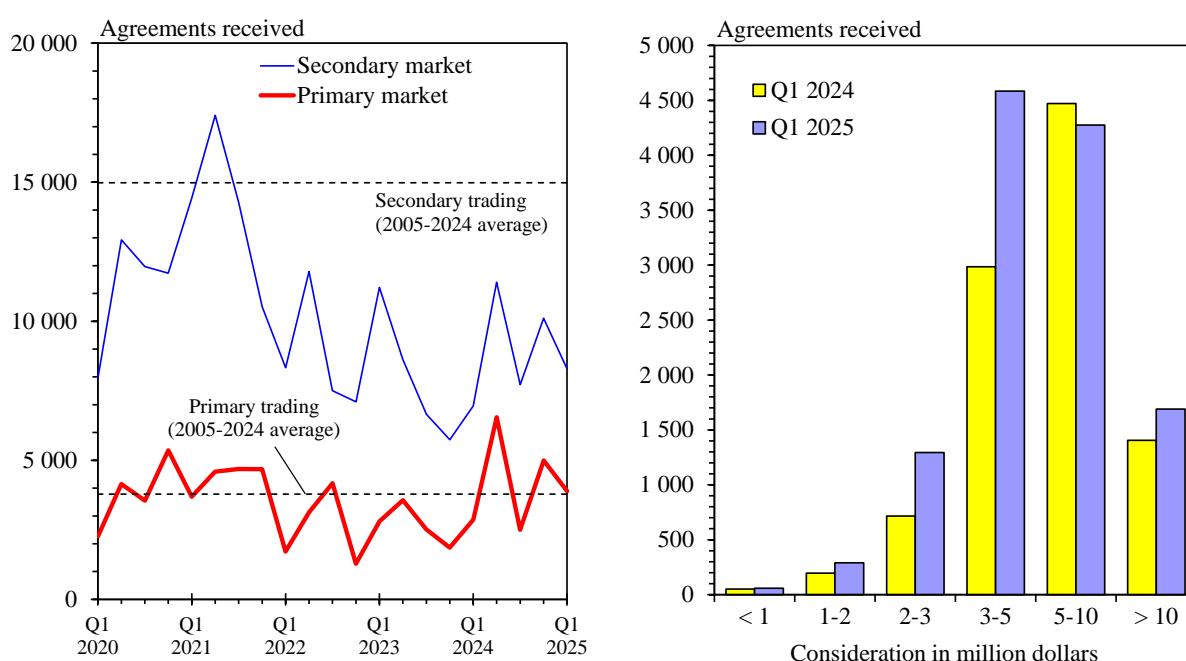 Agreements received
20 000
15 000
10 000
5 000
0
Secondary market
Primary market
Secondary trading
(2005-2024 average)
Primary trading
(2005-2024 average)
Q1 Q1 Q1 Q1 Q1 Q1
2020 2021 2022 2023 2024 2025
Agreements received
5 000
4 500
4 000
3 500
3 000
2 500
2 000
1 500
1 000
500
0
Q1 2024
Q1 2025
< 1 1-2 2-3 3-5 5-10 > 10
Consideration in million dollars